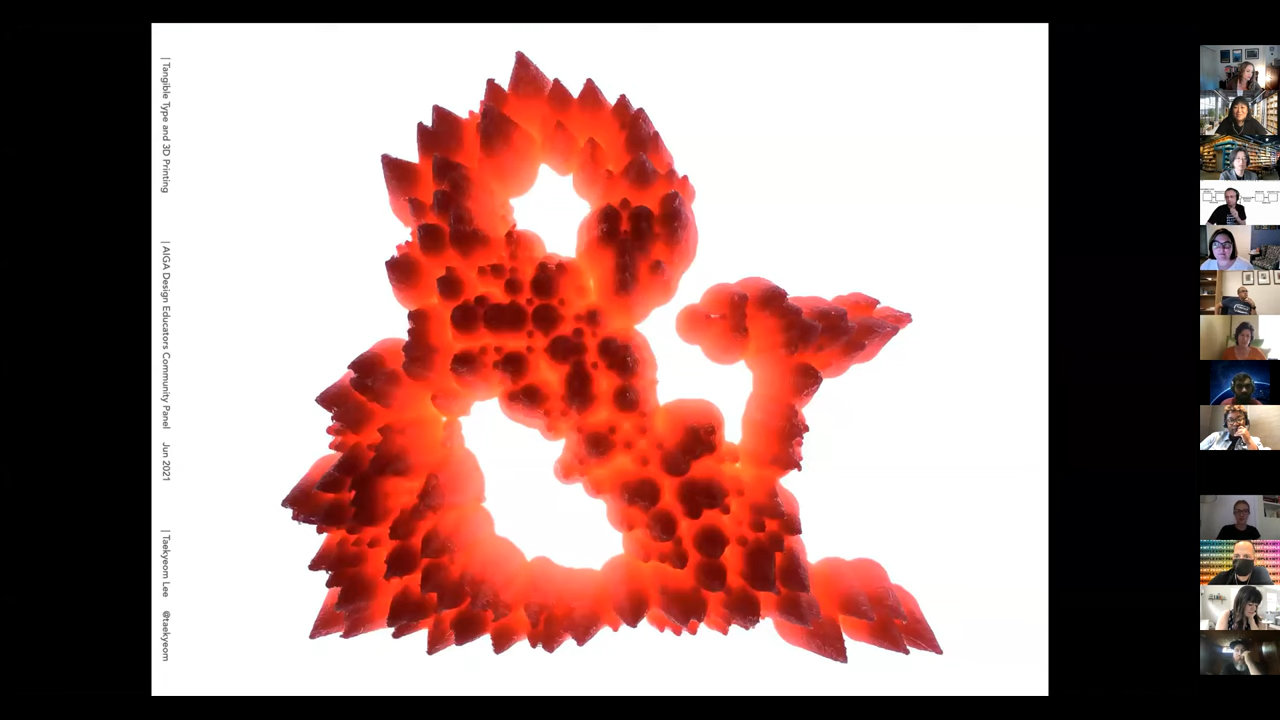 | Tangible Type and 3D Printing
| AIGA Design Educators Community Panel Jun 2021
| Taekyeom Lee @taekyeom
&